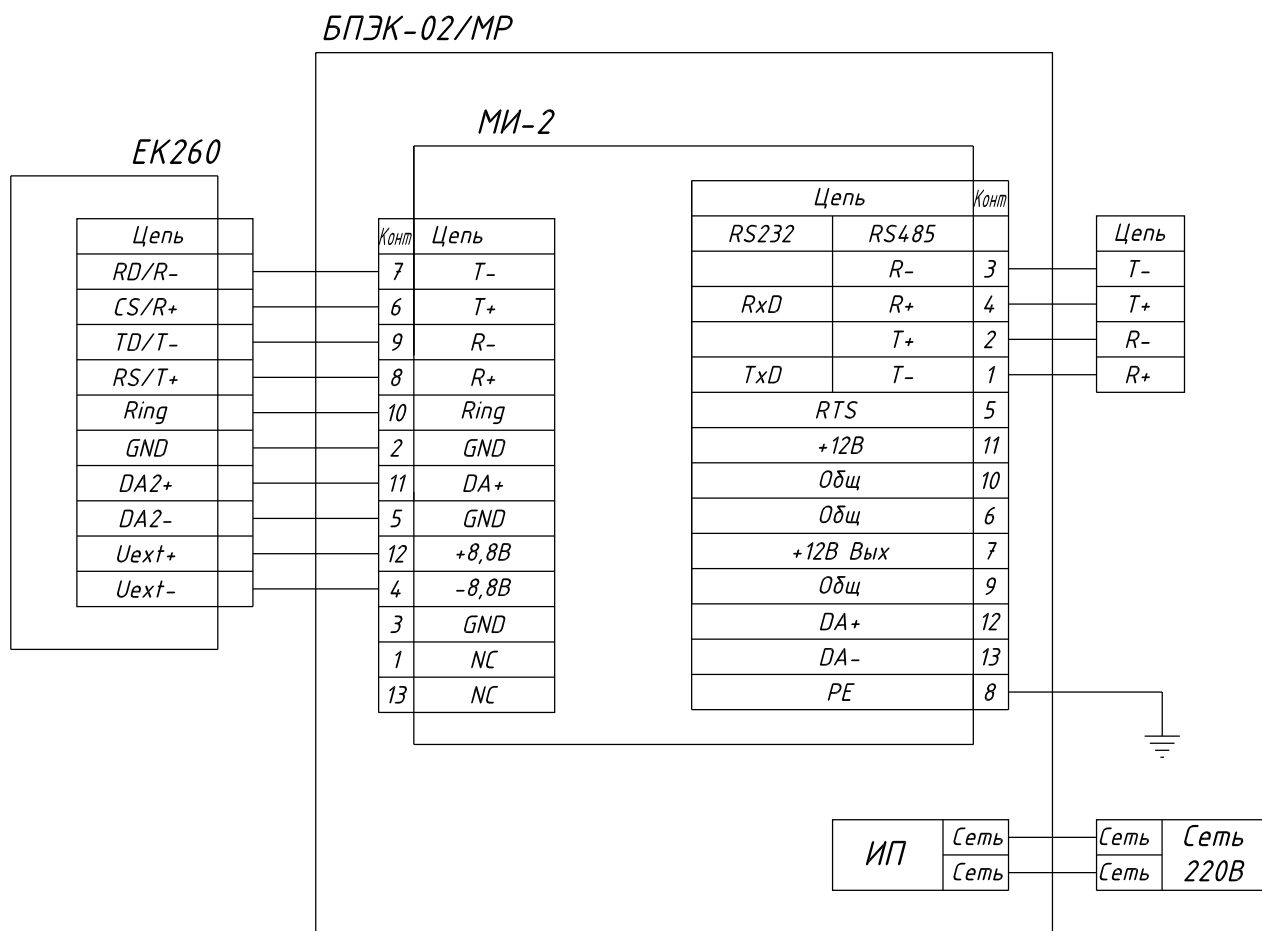 БПЭК-02/МР
МИ-2
EK260
Цепь
RD/R-
CS/R+
TD/T-
RS/T+
Ring
GND
DA2+
DA2-
Uext+
Uext-
Конт Цепь
7 T-
6 T+
9 R-
8 R+
10 Ring
2 GND
11 DA+
5 GND
12 +8,8В
4 -8,8В
3 GND
1 NC
13 NC
Цепь Конт
RS232 RS485
R- 3
RxD R+ 4
T+ 2
TxD T- 1
RTS 5
+12В 11
Общ 10
Общ 6
+12В Вых 7
Общ 9
DA+ 12
DA- 13
PE 8
Цепь
T-
T+
R-
R+
ИП
Сеть
Сеть
Сеть
Сеть
Сеть
220В